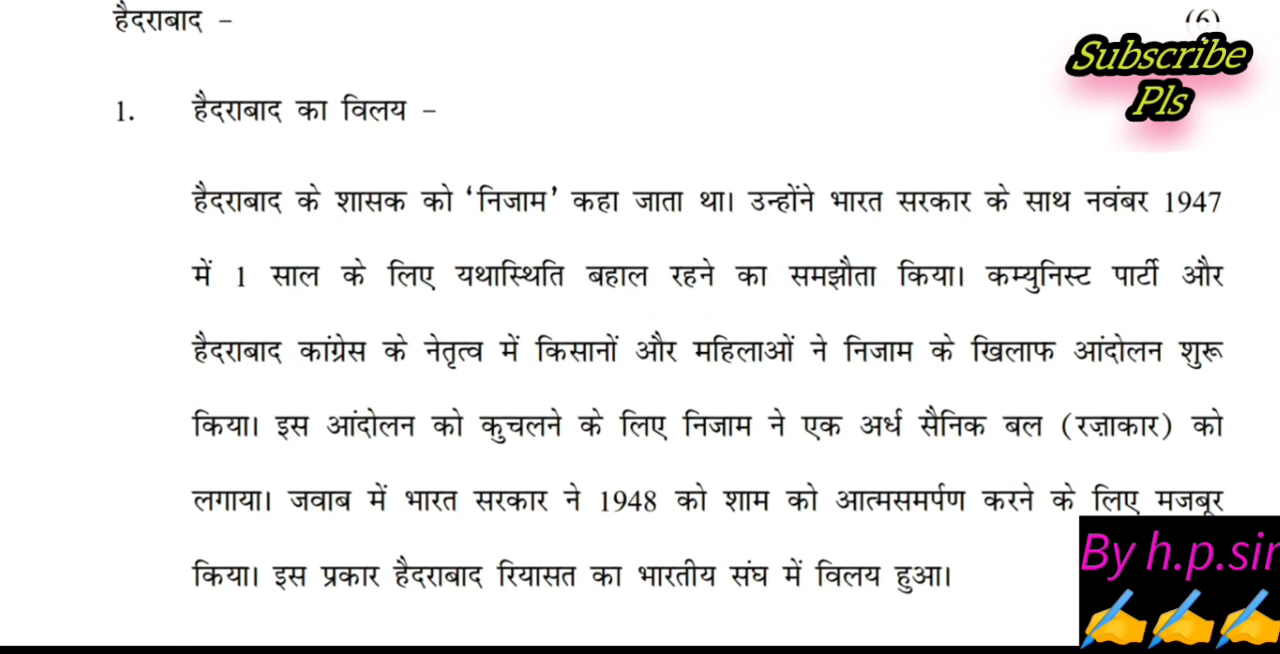 हैदराबाद – (6)
Subscribe
Pls
1. हैदराबाद का विलय –
हैदराबाद के शासक को ‘निजाम’ कहा जाता था। उन्होंने भारत सरकार के साथ नवंबर 1947
में 1 साल के लिए यथास्थिति बहाल रहने का समझौता किया। कम्युनिस्ट पार्टी और
हैदराबाद कांग्रेस के नेतृत्व में किसानों और महिलाओं ने निजाम के खिलाफ आंदोलन शुरू
किया। इस आंदोलन को कुचलने के लिए निजाम ने एक अर्ध सैनिक बल (रज़ाकार) को
लगाया। जवाब में भारत सरकार ने 1948 को शाम को आत्मसमर्पण करने के लिए मजबूर
किया। इस प्रकार हैदराबाद रियासत का भारतीय संघ में विलय हुआ।
By h.p.sin